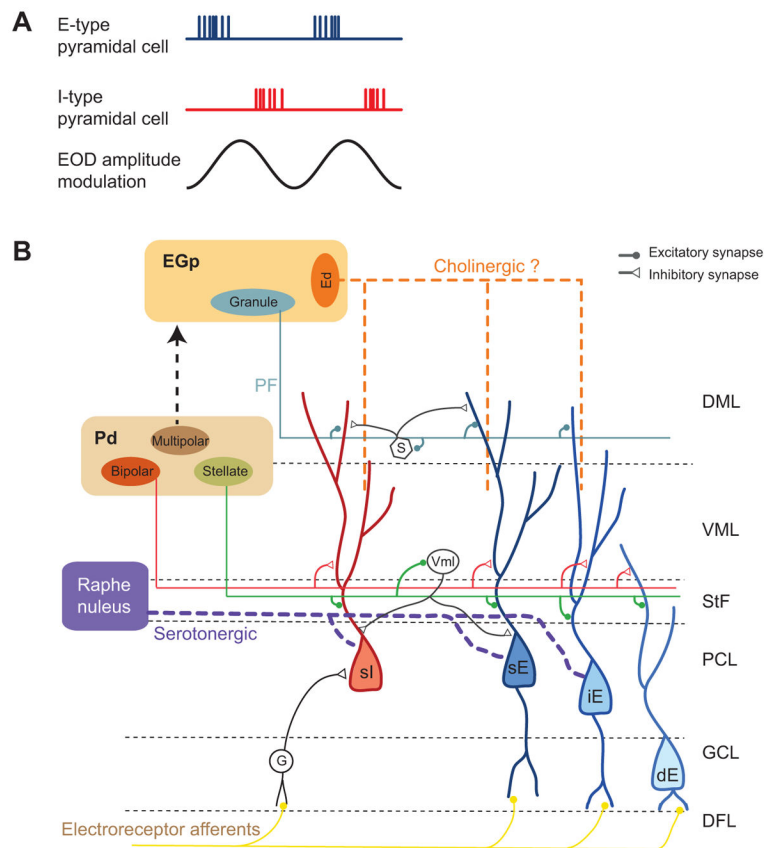 A
E-type
pyramidal cell
I-type
pyramidal cell
EOD amplitude
modulation
B
EGp
Ed
Granule
Cholinergic ?
Excitatory synapse
Inhibitory synapse
PF
DML
Pd
Multipolar
Bipolar
Stellate
S
VML
Vml
Raphe
nuleus
StF
Serotonergic
PCL
sI
sE
iE
GCL
G
dE
DFL
Electroreceptor afferents